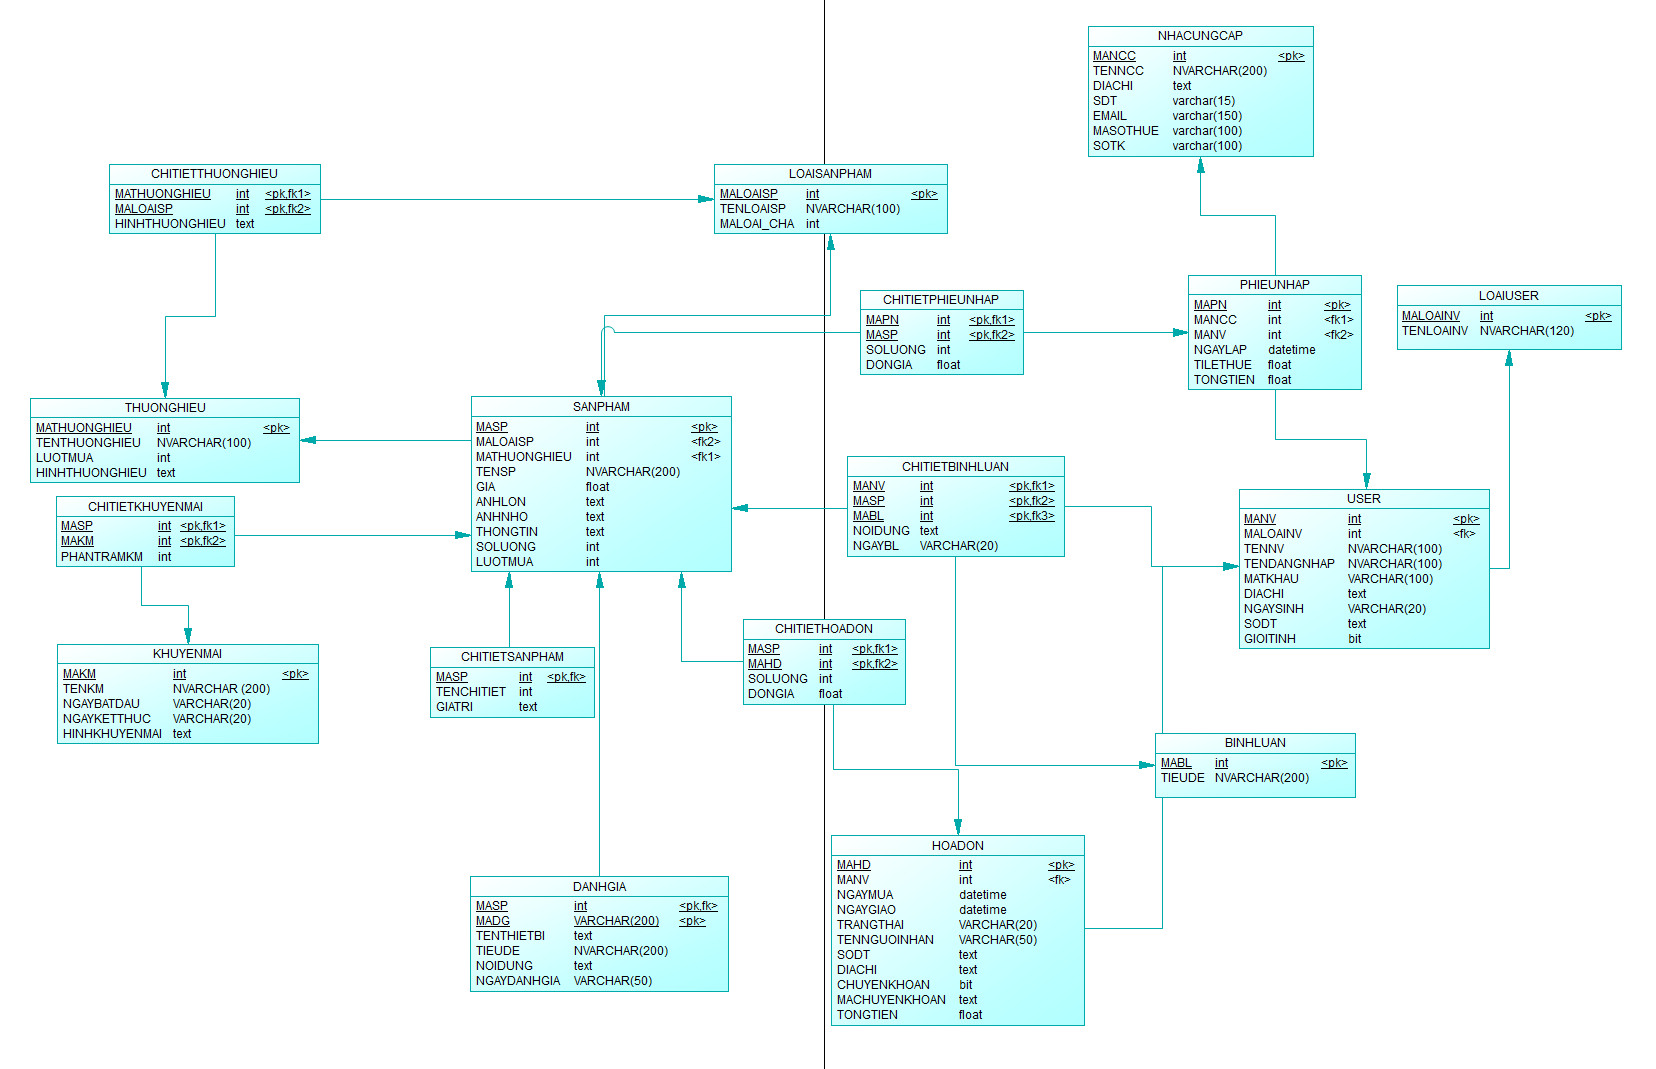 NHACUNGCAP
MANCC int <pk>
TENNCC NVARCHAR(200)
DIACHI text
SDT varchar(15)
EMAIL varchar(150)
MASOTHUE varchar(100)
SOTK varchar(100)
CHITIETTHUONGHIEU
MATHUONGHIEU int <pk,fk1>
MALOAISP int <pk,fk2>
HINHTHUONGHIEU text
LOAISANPHAM
MALOAISP int <pk>
TENLOAISP NVARCHAR(100)
MALOAI_CHA int
CHITIETPHIEUNHAP
MAPN int <pk,fk1>
MASP int <pk,fk2>
SOLUONG int
DONGIA float
PHIEUNHAP
MAPN int <pk>
MANCC int <fk1>
MANV int <fk2>
NGAYLAP datetime
TILETHUE float
TONGTIEN float
LOAIUSER
MALOAINV int <pk>
TENLOAINV NVARCHAR(120)
THUONGHIEU
MATHUONGHIEU int <pk>
TENTHUONGHIEU NVARCHAR(100)
LUOTMUA int
HINHTHUONGHIEU text
SANPHAM
MASP int <pk>
MALOAISP int <fk2>
MATHUONGHIEU int <fk1>
TENSP NVARCHAR(200)
GIA float
ANHLON text
ANHNHO text
THONGTIN text
SOLUONG int
LUOTMUA int
CHITIETBINHLUAN
MANV int <pk,fk1>
MASP int <pk,fk2>
MABL int <pk,fk3>
NOIDUNG text
NGAYBL VARCHAR(20)
USER
MANV int <pk>
MALOAINV int <fk>
TENNV NVARCHAR(100)
TENDANGNHAP NVARCHAR(100)
MATKHAU VARCHAR(100)
DIACHI text
NGAYSINH VARCHAR(20)
SODT text
GIOITINH bit
CHITIETKHUYENMAI
MASP int <pk,fk1>
MAKM int <pk,fk2>
PHANTRAMKM int
KHUYENMAI
MAKM int <pk>
TENKM NVARCHAR (200)
NGAYBATDAU VARCHAR(20)
NGAYKETTHUC VARCHAR(20)
HINHKHUYENMAI text
CHITIETSANPHAM
MASP int <pk,fk>
TENCHITIET int
GIATRI text
CHITIETHOADON
MASP int <pk,fk1>
MAHD int <pk,fk2>
SOLUONG int
DONGIA float
BINHLUAN
MABL int <pk>
TIEUDE NVARCHAR(200)
DANHGIA
MASP int <pk,fk>
MADG VARCHAR(200) <pk>
TENTHIETBI text
TIEUDE NVARCHAR(200)
NOIDUNG text
NGAYDANHGIA VARCHAR(50)
HOADON
MAHD int <pk>
MANV int <fk>
NGAYMUA datetime
NGAYGIAO datetime
TRANGTHAI VARCHAR(20)
TENNGUOINHAN VARCHAR(50)
SODT text
DIACHI text
CHUYENKHOAN bit
MACHUYENKHOAN text
TONGTIEN float